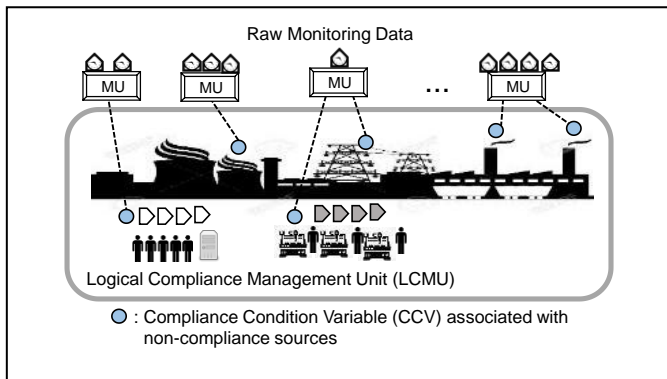 Raw Monitoring Data
MU
MU
MU
...
MU
Logical Compliance Management Unit (LCMU)
: Compliance Condition Variable (CCV) associated with
non-compliance sources